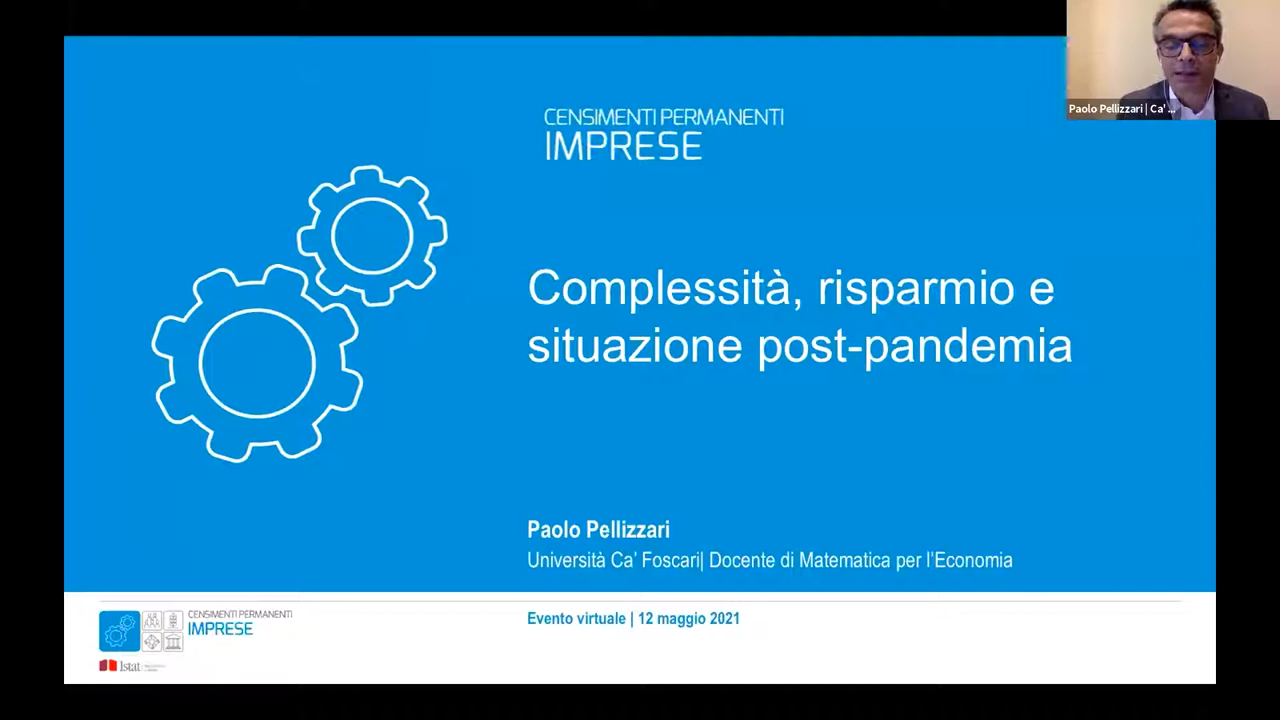 Paolo Pellizzari | Ca' ...
CENSIMENTI PERMANENTI
IMPRESE
Complessità, risparmio e
situazione post-pandemia
Paolo Pellizzari
Università Ca' Foscari| Docente di Matematica per l'Economia
CENSIMENTI PERMANENTI
IMPRESE
Evento virtuale | 12 maggio 2021
Istat